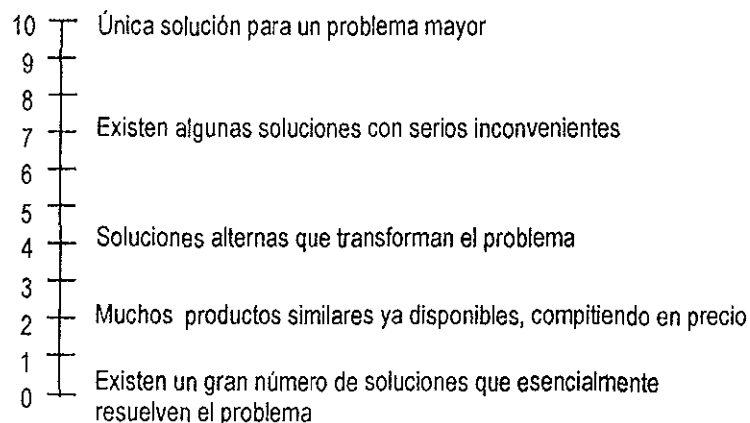 10 Única solución para un problema mayor
9
8
7 Existen algunas soluciones con serios inconvenientes
6
5
4 Soluciones alternas que transforman el problema
3
2 Muchos productos similares ya disponibles, compitiendo en precio
1
0 Existen un gran número de soluciones que esencialmente
resuelven el problema